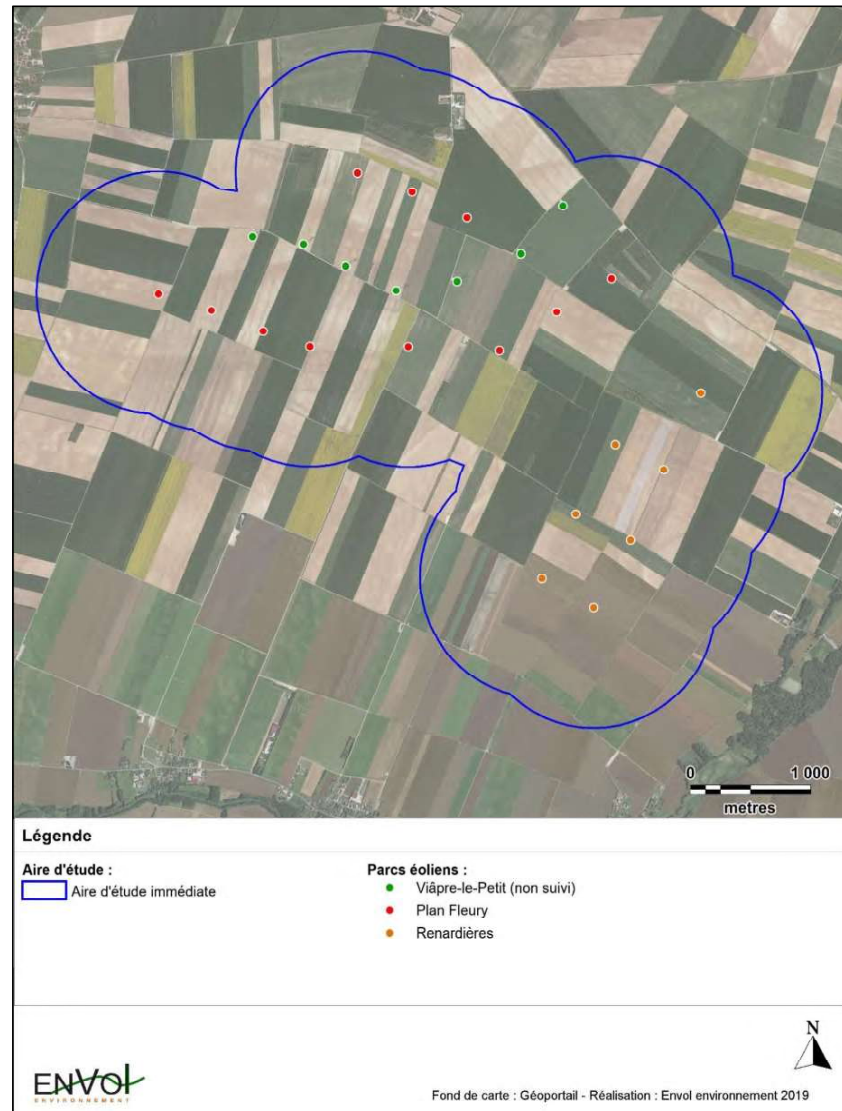 0 1 000
metres
Légende
Aire d'étude :
Aire d'étude immédiate
Parcs éoliens :
Viâpre-le-Petit (non suivi)
Plan Fleury
Renardières
N
ENVOl
ENVIRONNEMENT
Fond de carte : Géoportail - Réalisation : Envol environnement 2019